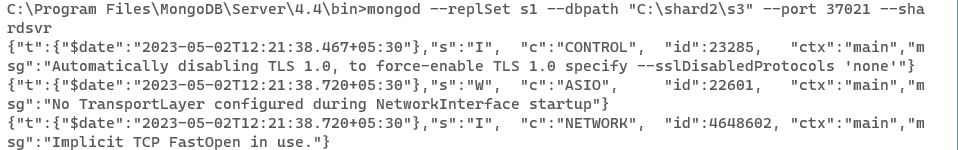 C:\Program Files\MongoDB\Server\4.4\bin>mongod --replSet s1 --dbpath "C:\shard2\s3" --port 37021 --sha
rdsvr
{"t":{"$date":"2023-05-02T12:21:38.467+05:30"},"s":"I",  "c":"CONTROL",  "id":23285,   "ctx":"main","m
sg":"Automatically disabling TLS 1.0, to force-enable TLS 1.0 specify --sslDisabledProtocols 'none'"}
{"t":{"$date":"2023-05-02T12:21:38.720+05:30"},"s":"W",  "c":"ASIO",     "id":22601,   "ctx":"main","m
sg":"No TransportLayer configured during NetworkInterface startup"}
{"t":{"$date":"2023-05-02T12:21:38.720+05:30"},"s":"I",  "c":"NETWORK",  "id":4648602, "ctx":"main","m
sg":"Implicit TCP FastOpen in use."}